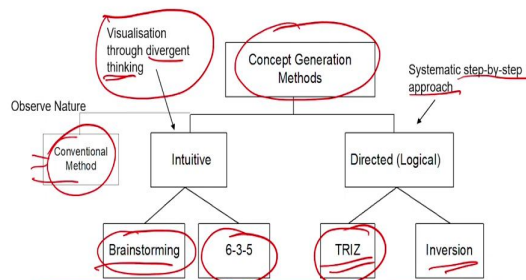 Visualisation
through divergent
thinking
Concept Generation
Methods
Systematic step-by-step
approach
Observe Nature
Conventional
Method
Intuitive
Directed (Logical)
Brainstorming
6-3-5
TRIZ
Inversion